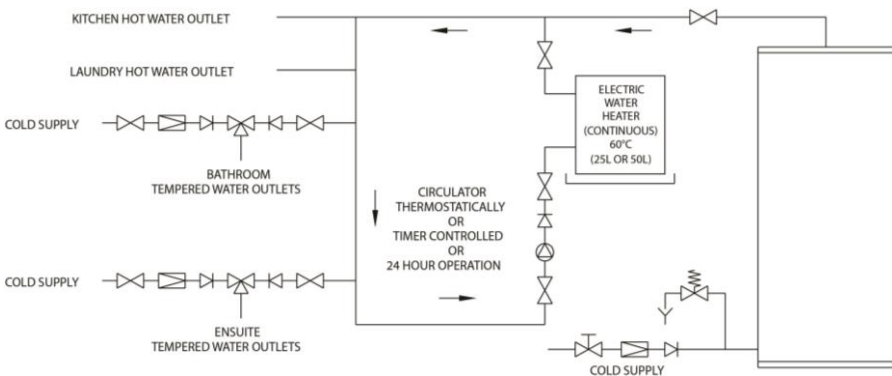 KITCHEN HOT WATER OUTLET
LAUNDRY HOT WATER OUTLET
COLD SUPPLY
BATHROOM
TEMPERED WATER OUTLETS
COLD SUPPLY
ENSUITE
TEMPERED WATER OUTLETS
CIRCULATOR
THERMOSTATICALLY
OR
TIMER CONTROLLED
OR
24 HOUR OPERATION
ELECTRIC
WATER
HEATER
(CONTINUOUS)
60°C
(25L OR 50L)
COLD SUPPLY